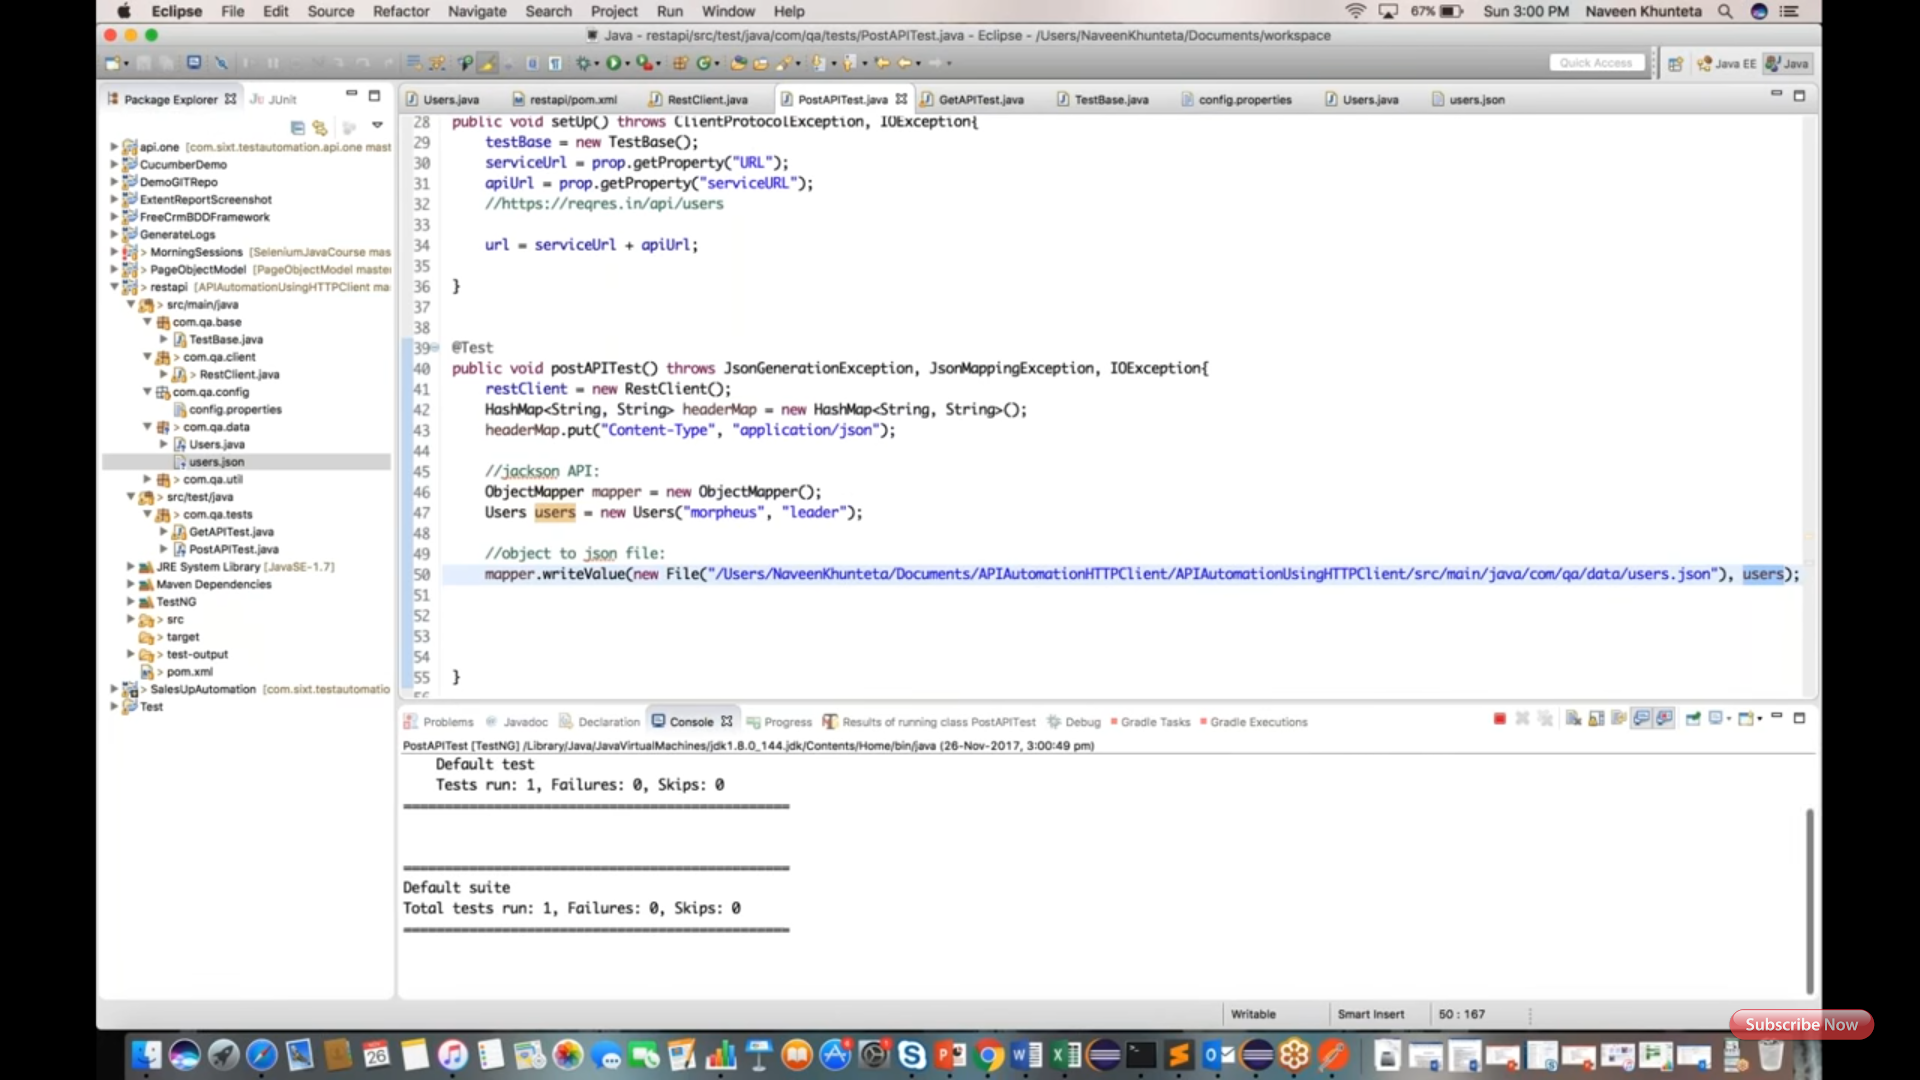 Eclipse File Edit Source Refactor Navigate Search Project Run Window Help 67% Sun 3:00 PM Naveen Khunteta
Java - restapi/src/test/java/com/qa/tests/PostAPITest.java - Eclipse - /Users/NaveenKhunteta/Documents/workspace
Quick Access Java EE Java
Package Explorer JUnit
Users.java restapi/pom.xml RestClient.java PostAPITest.java GetAPITest.java TestBase.java config.properties Users.java users.json
api.one [com.sixt.testautomation.api.one mast
CucumberDemo
DemoGITRepo
ExtentReportScreenshot
FreeCrmBDDFramework
GenerateLogs
> MorningSessions [SeleniumJavaCourse mas
> PageObjectModel [PageObjectModel maste
> restapi [APIAutomationUsingHTTPClient ma
> src/main/java
com.qa.base
> TestBase.java
> com.qa.client
> RestClient.java
com.qa.config
config.properties
> com.qa.data
Users.java
users.json
> com.qa.util
> src/test/java
> com.qa.tests
GetAPITest.java
PostAPITest.java
JRE System Library [JavaSE-1.7]
Maven Dependencies
TestNG
> src
> target
> test-output
> pom.xml
> SalesUpAutomation [com.sixt.testautomatio
Test
28 public void setUp() throws ClientProtocolException, IOException{
29 testBase = new TestBase();
30 serviceUrl = prop.getProperty("URL");
31 apiUrl = prop.getProperty("serviceURL");
32 //https://reqres.in/api/users
33
34 url = serviceUrl + apiUrl;
35
36 }
37
38
39 @Test
40 public void postAPITest() throws JsonGenerationException, JsonMappingException, IOException{
41 restClient = new RestClient();
42 HashMap<String, String> headerMap = new HashMap<String, String>();
43 headerMap.put("Content-Type", "application/json");
44
45 //jackson API:
46 ObjectMapper mapper = new ObjectMapper();
47 Users users = new Users("morpheus", "leader");
48
49 //object to json file:
50 mapper.writeValue(new File("/Users/NaveenKhunteta/Documents/APIAutomationHTTPClient/APIAutomationUsingHTTPClient/src/main/java/com/qa/data/users.json"), users);
51
52
53
54
55 }
Problems Javadoc Declaration Console Progress Results of running class PostAPITest Debug Gradle Tasks Gradle Executions
PostAPITest [TestNG] /Library/Java/JavaVirtualMachines/jdk1.8.0_144.jdk/Contents/Home/bin/java (26-Nov-2017, 3:00:49 pm)
Default test
Tests run: 1, Failures: 0, Skips: 0
===============================================
===============================================
Default suite
Total tests run: 1, Failures: 0, Skips: 0
===============================================
Writable Smart Insert 50 : 167
Subscribe Now
26